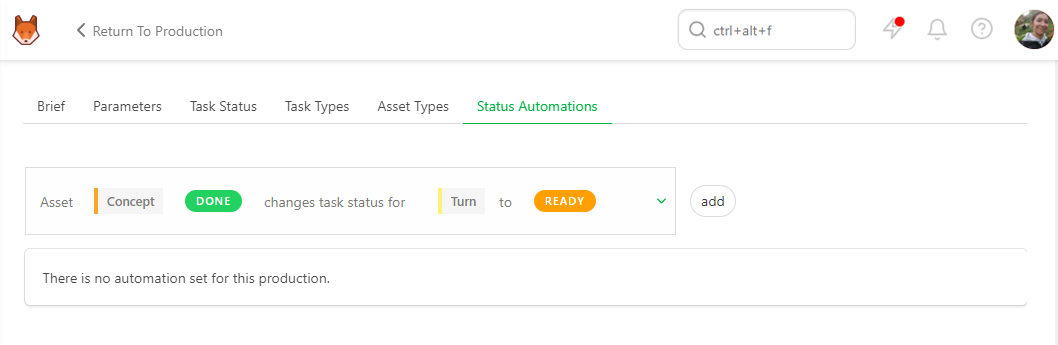 Return To Production
ctrl+alt+f
Brief Parameters Task Status Task Types Asset Types Status Automations
Asset Concept DONE changes task status for Turn to READY add
There is no automation set for this production.